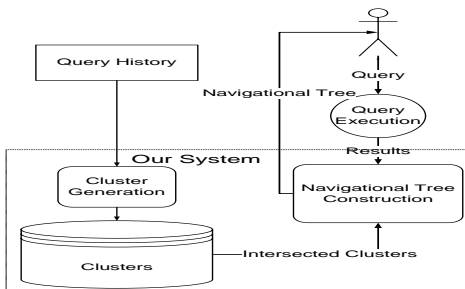 Query History
Query
Navigational Tree
Query
Execution
Results
Our System
Cluster
Generation
Navigational Tree
Construction
Clusters
Intersected Clusters